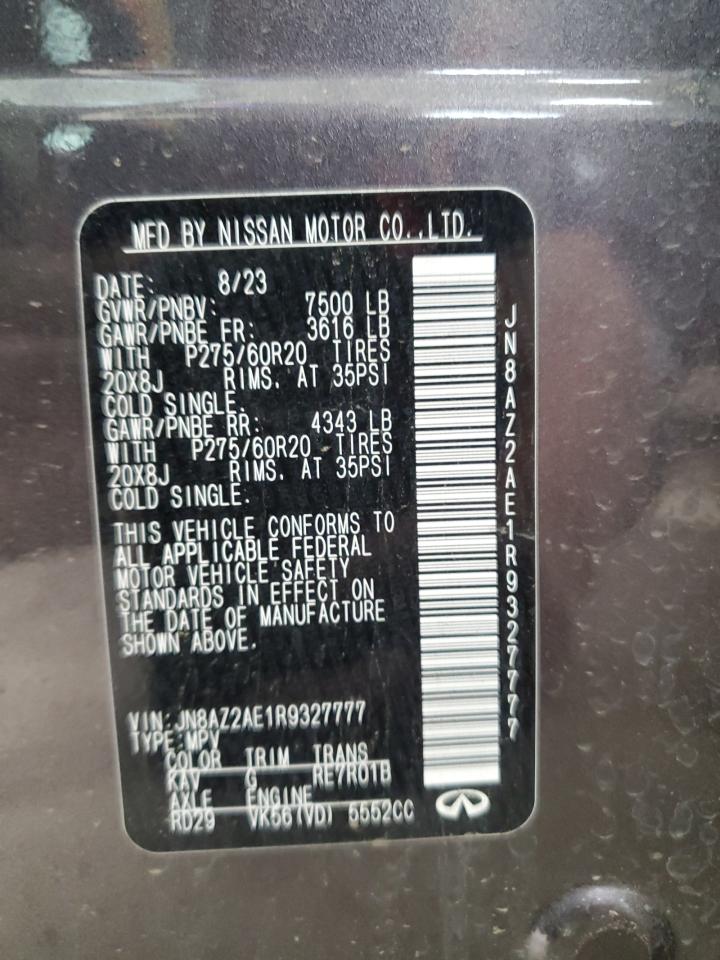 MFD BY NISSAN MOTOR CO.,LTD.
DATE: 8/23
GVWR/PNBV: 7500 LB
GAWR/PNBE FR: 3616 LB
WITH P275/60R20 TIRES
20X8J RIMS. AT 35PSI
COLD SINGLE.
GAWR/PNBE RR: 4343 LB
WITH P275/60R20 TIRES
20X8J RIMS. AT 35PSI
COLD SINGLE.
THIS VEHICLE CONFORMS TO
ALL APPLICABLE FEDERAL
MOTOR VEHICLE SAFETY
STANDARDS IN EFFECT ON
THE DATE OF MANUFACTURE
SHOWN ABOVE.
VIN:JN8AZ2AE1R9327777
TYPE:MPV
COLOR TRIM TRANS
KAV G RE7R01B
AXLE ENGINE
RD29 VK56(VD) 5552CC
JN8AZ2AE1R9327777